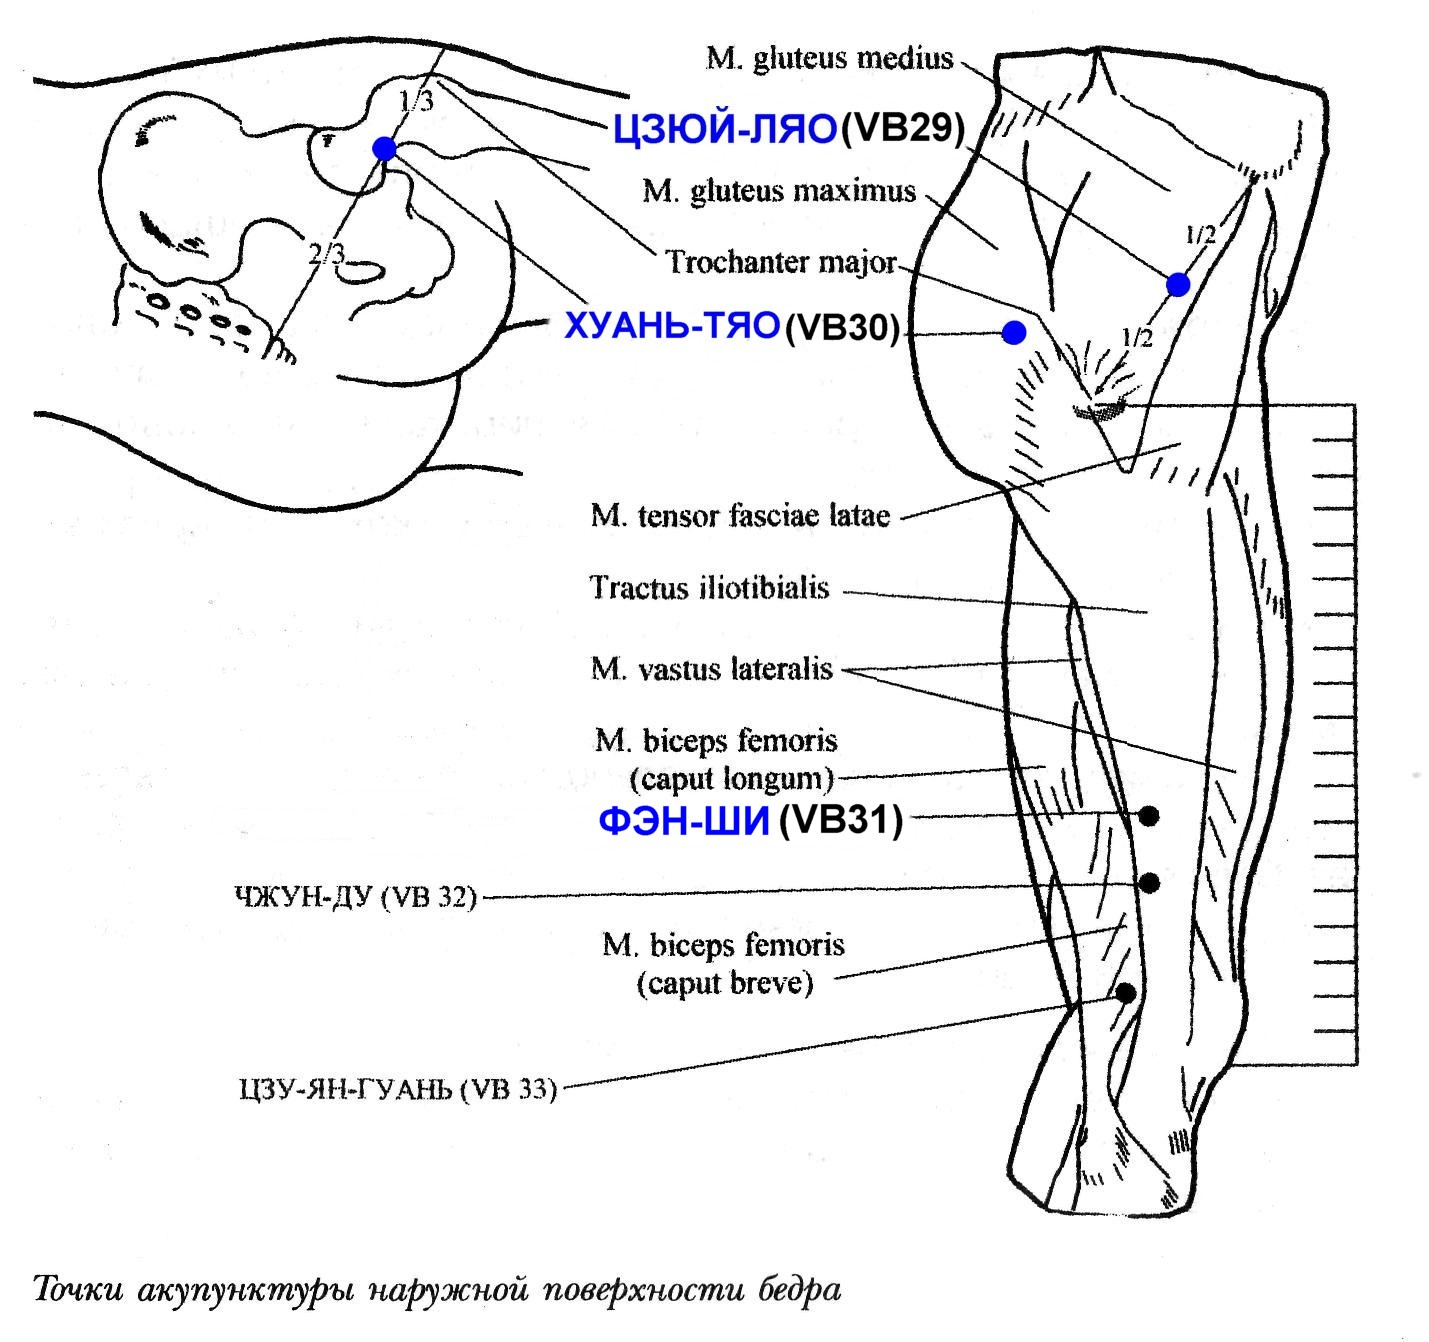 M. gluteus medius
1/3
ЦЗЮЙ-ЛЯО (VB29)
M. gluteus maximus
1/2
2/3
Trochanter major
ХУАНЬ-ТЯО (VB30)
1/2
M. tensor fasciae latae
Tractus iliotibialis
M. vastus lateralis
M. biceps femoris
(caput longum)
ФЭН-ШИ (VB31)
ЧЖУН-ДУ (VB 32)
M. biceps femoris
(caput breve)
ЦЗУ-ЯН-ГУАНЬ (VB 33)
Точки акупунктуры наружной поверхности бедра